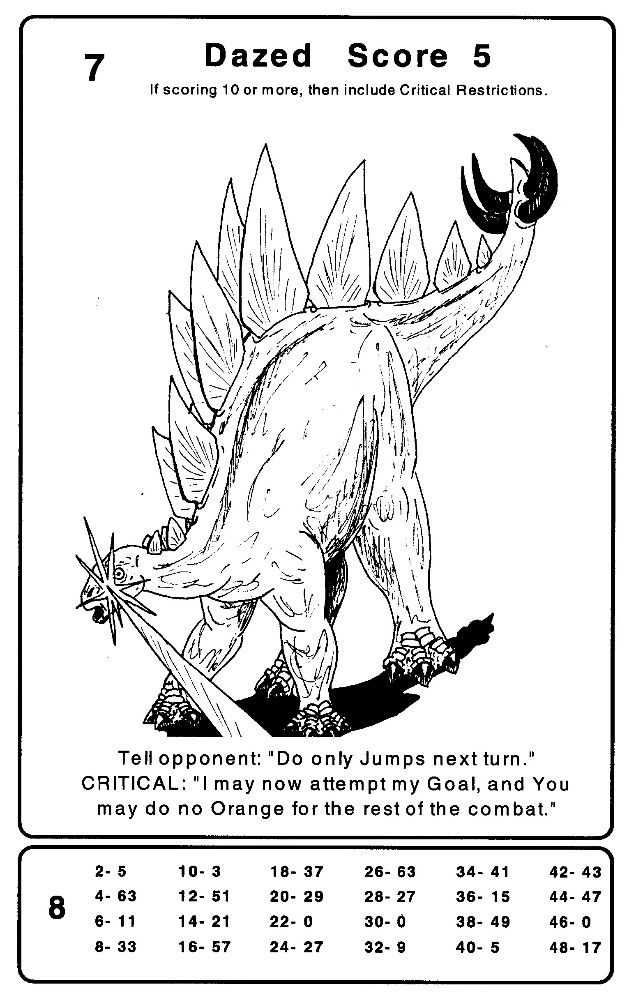 7
Dazed Score 5
If scoring 10 or more, then include Critical Restrictions.
Tell opponent: "Do only Jumps next turn."
CRITICAL: "I may now attempt my Goal, and You
may do no Orange for the rest of the combat."
8
2- 5 10- 3 18- 37 26- 63 34- 41 42- 43
4- 63 12- 51 20- 29 28- 27 36- 15 44- 47
6- 11 14- 21 22- 0 30- 0 38- 49 46- 0
8- 33 16- 57 24- 27 32- 9 40- 5 48- 17